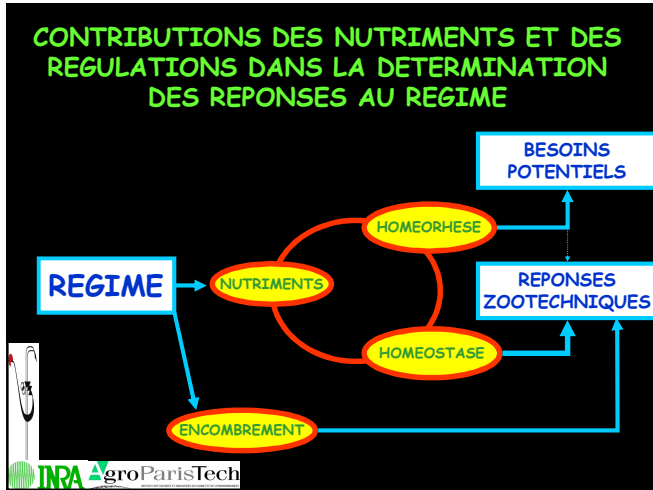 CONTRIBUTIONS DES NUTRIMENTS ET DES
REGULATIONS DANS LA DETERMINATION
DES REPONSES AU REGIME
BESOINS
POTENTIELS
HOMEORHESE
REGIME
NUTRIMENTS
REPONSES
ZOOTECHNIQUES
HOMEOSTASE
ENCOMBREMENT
INRA
AgroParisTech